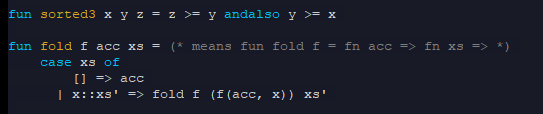 fun sorted3 x y z = z >= y andalso y >= x
fun fold f acc xs = (* means fun fold f = fn acc => fn xs => *)
case xs of
[] => acc
| x::xs' => fold f (f(acc, x)) xs'